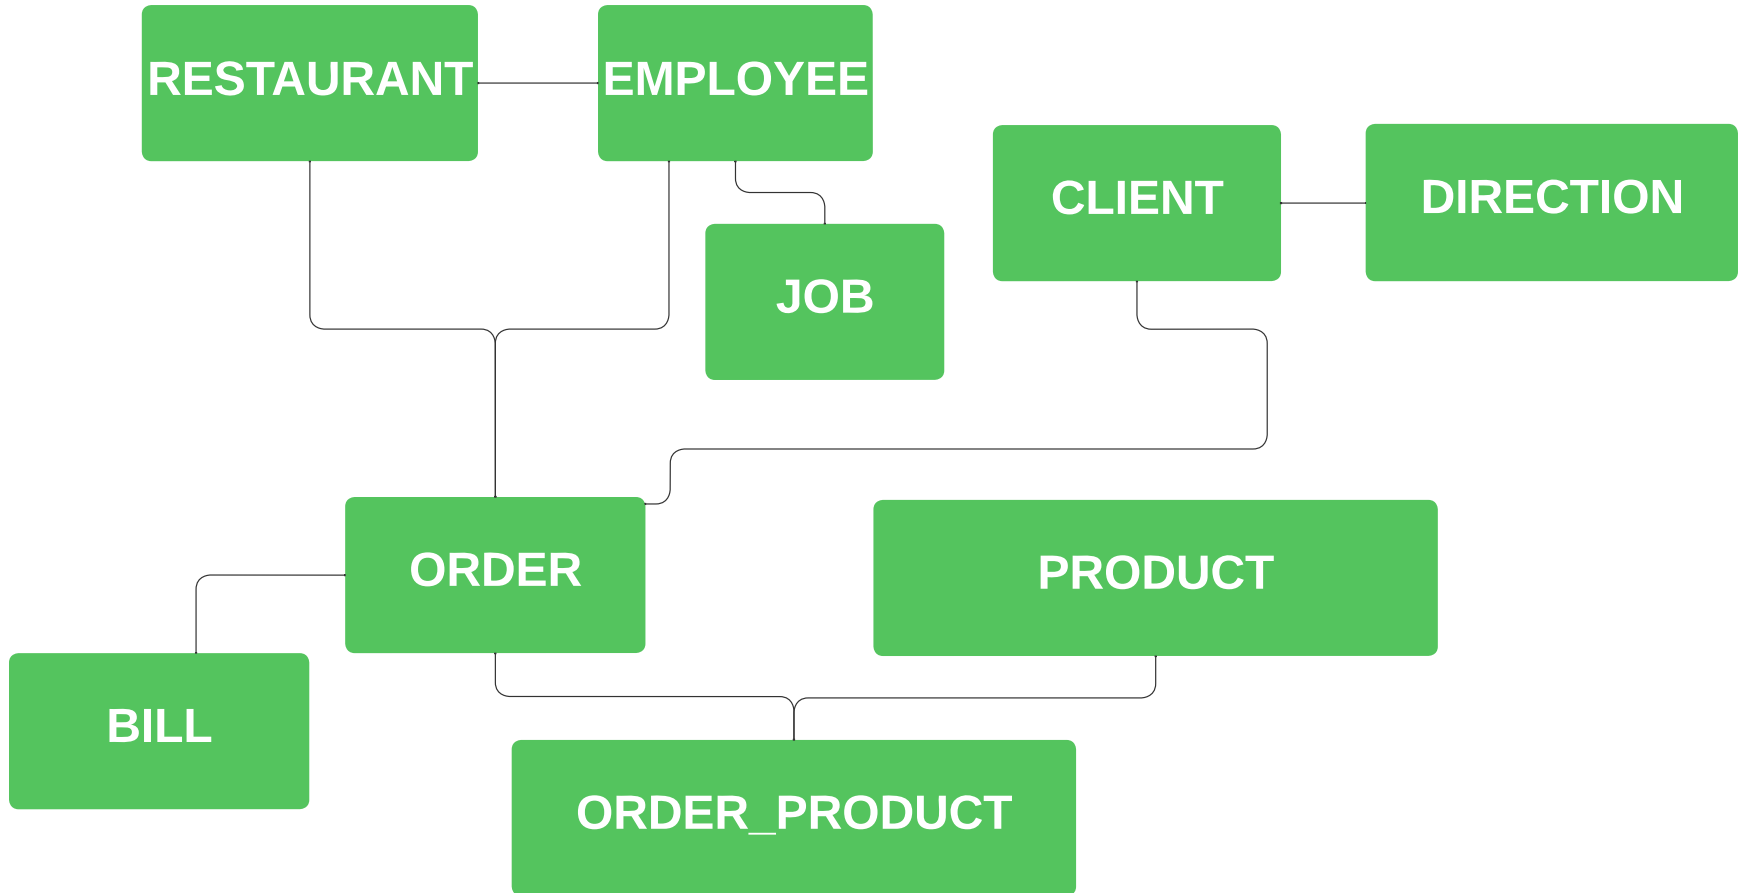 RESTAURANT
EMPLOYEE
CLIENT
DIRECTION
JOB
ORDER
PRODUCT
BILL
ORDER_PRODUCT